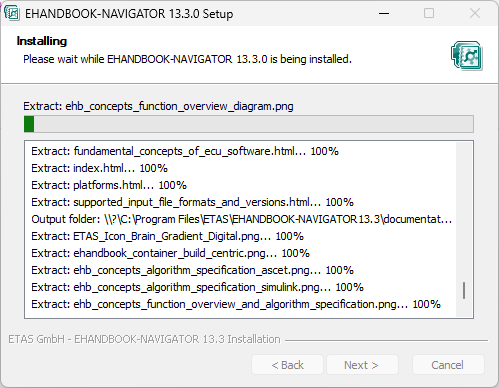 EHANDBOOK-NAVIGATOR 13.3.0 Setup
Installing
Please wait while EHANDBOOK-NAVIGATOR 13.3.0 is being installed.
Extract: ehb_concepts_function_overview_diagram.png
Extract: fundamental_concepts_of_ecu_software.html... 100%
Extract: index.html... 100%
Extract: platforms.html... 100%
Extract: supported_input_file_formats_and_versions.html... 100%
Output folder: \\?\C:\Program Files\ETAS\EHANDBOOK-NAVIGATOR13.3\documentat...
Extract: ETAS_Icon_Brain_Gradient_Digital.png... 100%
Extract: ehandbook_container_build_centric.png... 100%
Extract: ehb_concepts_algorithm_specification_ascet.png... 100%
Extract: ehb_concepts_algorithm_specification_simulink.png... 100%
Extract: ehb_concepts_function_overview_and_algorithm_specification.png... 100%
ETAS GmbH - EHANDBOOK-NAVIGATOR 13.3 Installation
< Back
Next >
Cancel